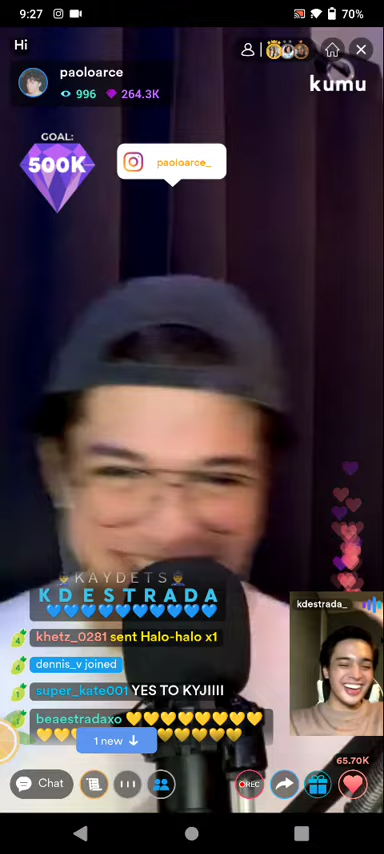 9:27
70%
Hi
paoloarce
996 264.3K
kumu
GOAL:
500K
paoloarce_
KAYDETS
KDESTRADA
kdestrada_
khetz_0281 sent Halo-halo x1
dennis_v joined
super_kate001 YES TO KYJIIII
beaestradaxo
1 new
65.70K
Chat
REC